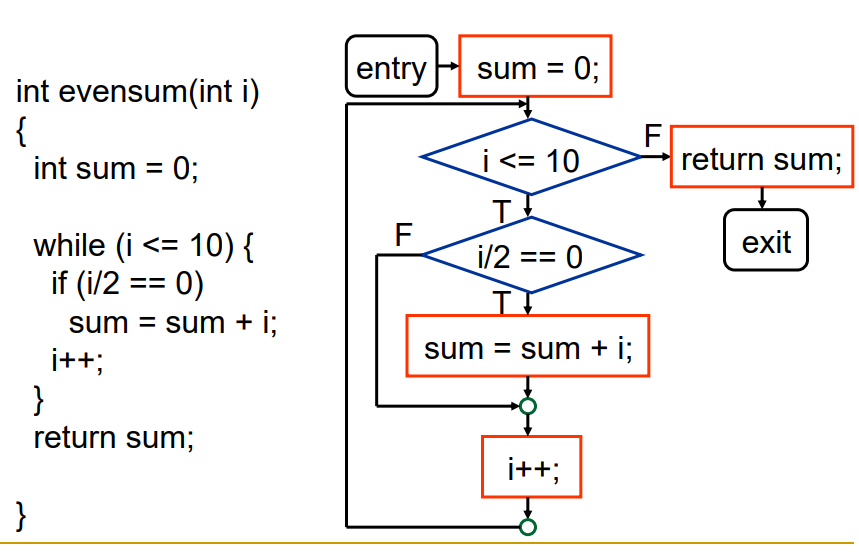 int evensum(int i)
{
int sum = 0;
while (i <= 10) {
if (i/2 == 0)
sum = sum + i;
i++;
}
return sum;
}
entry
sum = 0;
i <= 10
F
return sum;
exit
T
i/2 == 0
F
T
sum = sum + i;
i++;